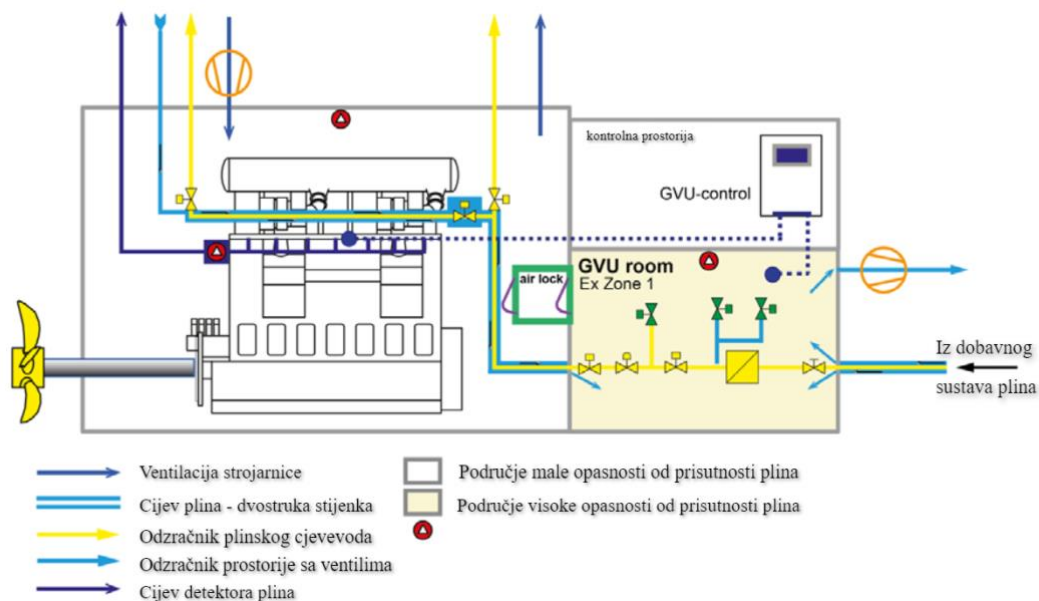 kontrolna prostorija
GVU-control
GVU room
Ex Zone 1
air lock
Iz dobavnog
sustava plina
Ventilacija strojarnice
Cijev plina - dvostruka stijenka
Odzračnik plinskog cjevevoda
Odzračnik prostorije sa ventilima
Cijev detektora plina
Područje male opasnosti od prisutnosti plina
Područje visoke opasnosti od prisutnosti plina